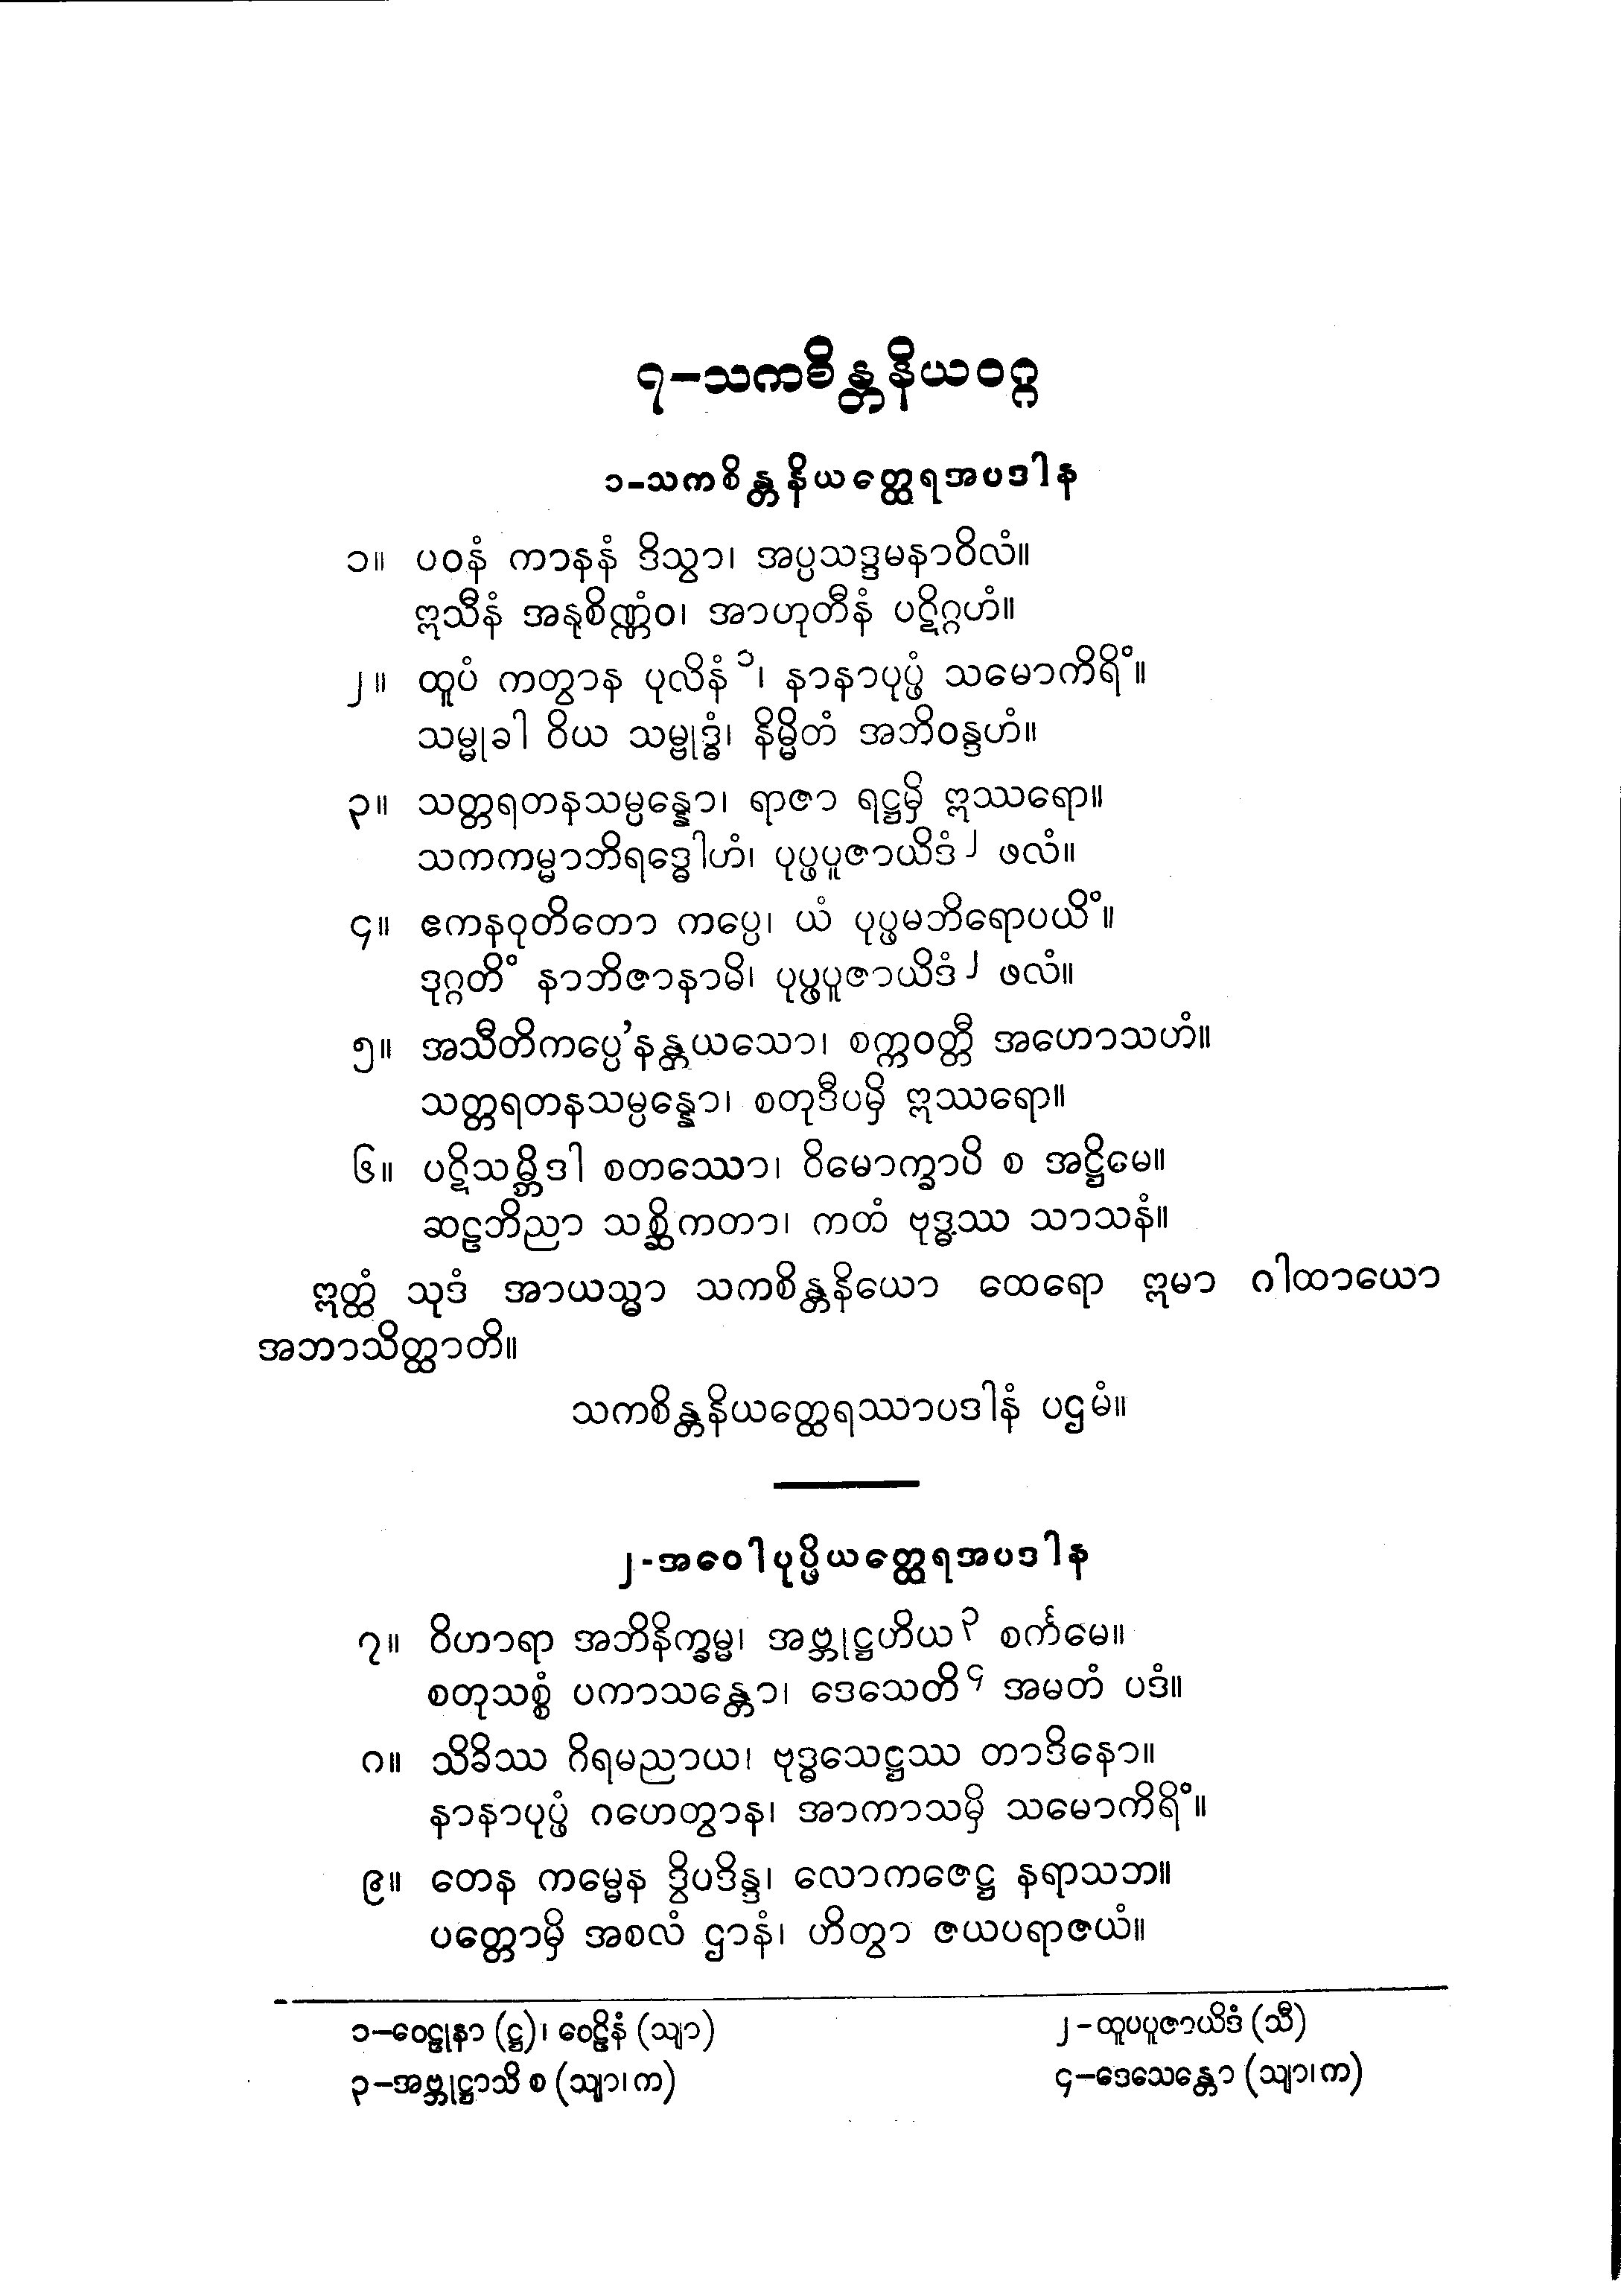 ၇−သကစိန္တနိယဝဂ္ဂ
၁−သကစိန္တနိယတ္ထေရအပဒါန
၁။ ပဝနံ ကာနနံ ဒိသွာ၊ အပ္ပသဒ္ဒမနာဝိလံ။
ဣသီနံ အနုစိဏ္ဏံဝ၊ အာဟုတီနံ ပဋိဂ္ဂဟံ။
၂။ ထူပံ ကတွာန ပုလိနံ ၁၊ နာနာပုပ္ဖံ သမောကိရိံ။
သမ္မုခါ ဝိယ သမ္ဗုဒ္ဓံ၊ နိမ္မိတံ အဘိဝန္ဒဟံ။
၃။ သတ္တရတနသမ္ပန္နော၊ ရာဇာ ရဋ္ဌမှိ ဣဿရော။
သကကမ္မာဘိရဒ္ဓေါဟံ၊ ပုပ္ဖပူဇာယိဒံ ၂ ဖလံ။
၄။ ဧကနဝုတိတော ကပ္ပေ၊ ယံ ပုပ္ဖမဘိရောပယိံ။
ဒုဂ္ဂတိံ နာဘိဇာနာမိ၊ ပုပ္ဖပူဇာယိဒံ ၂ ဖလံ။
၅။ အသီတိကပ္ပေ’နန္တယသော၊ စက္ကဝတ္တီ အဟောသဟံ။
သတ္တရတနသမ္ပန္နော၊ စတုဒီပမှိ ဣဿရော။
၆။ ပဋိသမ္ဘိဒါ စတဿော၊ ဝိမောက္ခာပိ စ အဋ္ဌိမေ။
ဆဠဘိညာ သစ္ဆိကတာ၊ ကတံ ဗုဒ္ဓဿ သာသနံ။
ဣတ္ထံ သုဒံ အာယသ္မာ သကစိန္တနိယော ထေရော ဣမာ ဂါထာယော
အဘာသိတ္ထာတိ။
သကစိန္တနိယတ္ထေရဿာပဒါနံ ပဌမံ။
၂-အဝေါပုပ္ဖိယတ္ထေရအပဒါန
၇။ ဝိဟာရာ အဘိနိက္ခမ္မ၊ အဗ္ဘုဋ္ဌဟိယ ၃ စင်္ကမေ။
စတုသစ္စံ ပကာသန္တော၊ ဒေသေတိ ၄ အမတံ ပဒံ။
၈။ သိခိဿ ဂိရမညာယ၊ ဗုဒ္ဓသေဋ္ဌဿ တာဒိနော။
နာနာပုပ္ဖံ ဂဟေတွာန၊ အာကာသမှိ သမောကိရိံ။
၉။ တေန ကမ္မေန ဒွိပဒိန္ဒ၊ လောကဇေဋ္ဌ နရာသဘ။
ပတ္တောမှိ အစလံ ဌာနံ၊ ဟိတွာ ဇယပရာဇယံ။
၁−ဝေဠုနာ (ဋ္ဌ)၊ ဝေဠိနံ (သျာ) ၂−ထူပပူဇာယိဒံ (သီ)
၃−အဗ္ဘုဋ္ဌာသိ စ (သျာ၊ က) ၄−ဒေသေန္တော (သျာ၊ က)